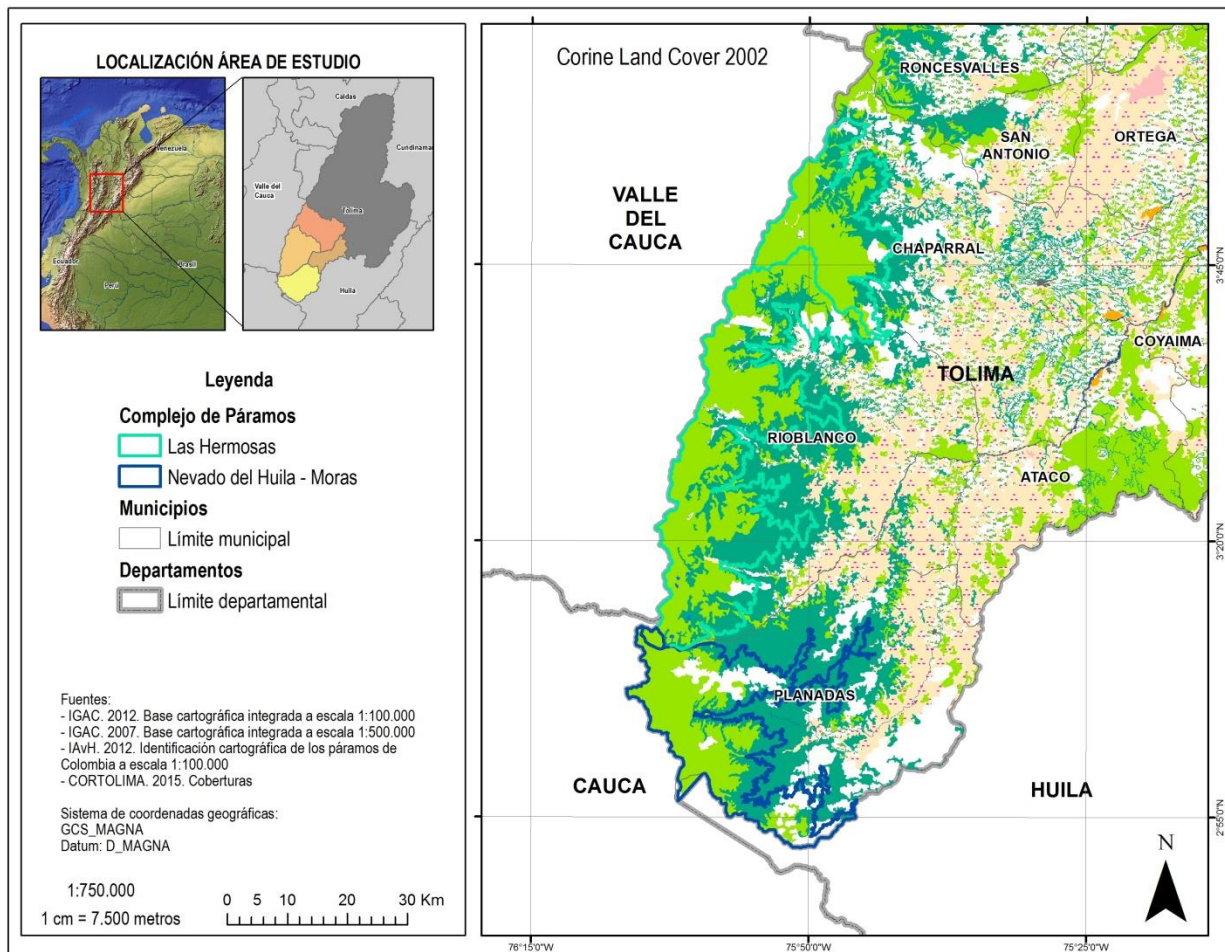 LOCALIZACIÓN ÁREA DE ESTUDIO
Venezuela
Ecuador
Perú
Brasil
Caldas
Cundinamar
Valle del
Cauca
Tolima
Huila
Leyenda
Complejo de Páramos
Las Hermosas
Nevado del Huila - Moras
Municipios
Límite municipal
Departamentos
Límite departamental
Fuentes:
- IGAC. 2012. Base cartográfica integrada a escala 1:100.000
- IGAC. 2007. Base cartográfica integrada a escala 1:500.000
- IAvH. 2012. Identificación cartográfica de los páramos de
Colombia a escala 1:100.000
- CORTOLIMA. 2015. Coberturas
Sistema de coordenadas geográficas:
GCS_MAGNA
Datum: D_MAGNA
1:750.000
1 cm = 7.500 metros
0 5 10 20 30 Km
Corine Land Cover 2002
RONCESVALLES
SAN
ANTONIO
ORTEGA
VALLE
DEL
CAUCA
CHAPARRAL
COYAIMA
TOLIMA
RIOBLANCO
ATACO
PLANADAS
CAUCA
HUILA
N
3°45'0"N
3°20'0"N
2°55'0"N
76°15'0"W
75°50'0"W
75°25'0"W